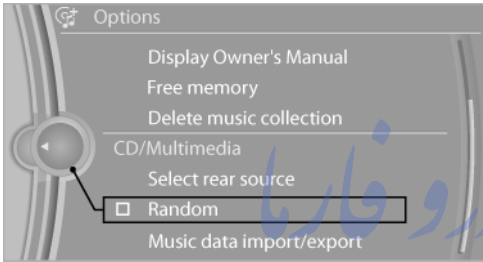 Options
Display Owner's Manual
Free memory
Delete music collection
CD/Multimedia
Select rear source
Random
Music data import/export